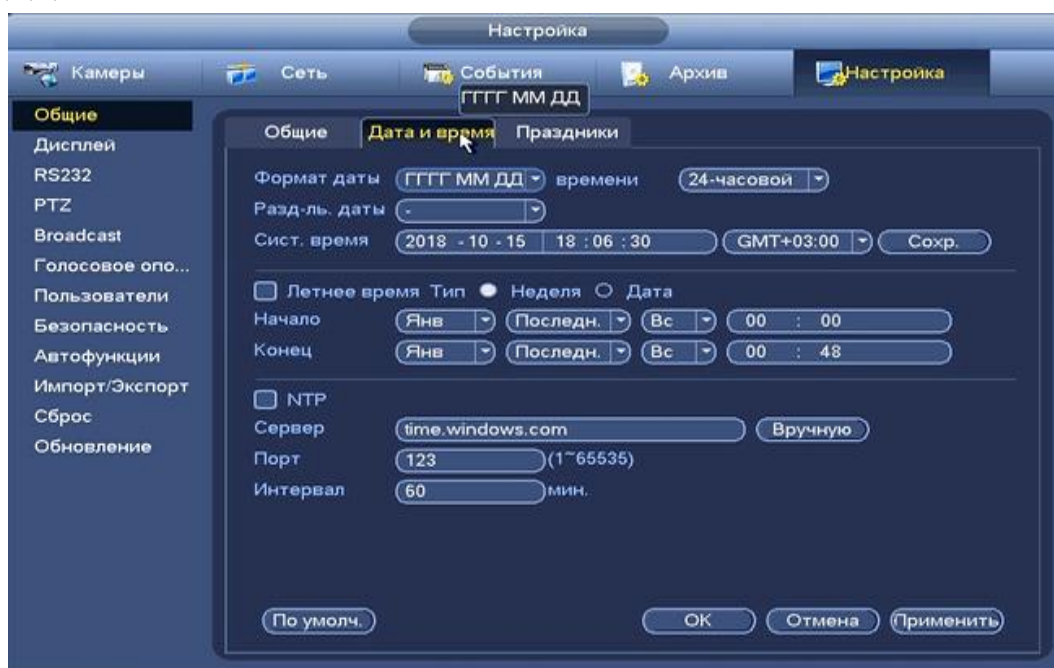 Настройка
Камеры Сеть События Архив Настройка
ГГГГ ММ ДД
Общие
Дисплей
RS232
PTZ
Broadcast
Голосовое опо...
Пользователи
Безопасность
Автофункции
Импорт/Экспорт
Сброс
Обновление
Общие Дата и время Праздники
Формат даты ГГГГ ММ ДД времени 24-часовой
Разд-ль. даты -
Сист. время 2018 - 10 - 15 18 : 06 : 30 GMT+03:00 Сохр.
Летнее время Тип Неделя Дата
Начало Янв Последн. Вс 00 : 00
Конец Янв Последн. Вс 00 : 48
NTP
Сервер time.windows.com Вручную
Порт 123 (1~65535)
Интервал 60 мин.
По умолч. OK Отмена Применить